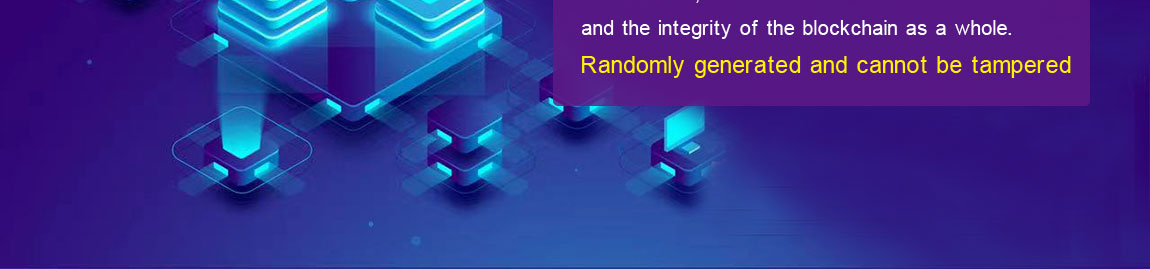 and the integrity of the blockchain as a whole.
Randomly generated and cannot be tampered